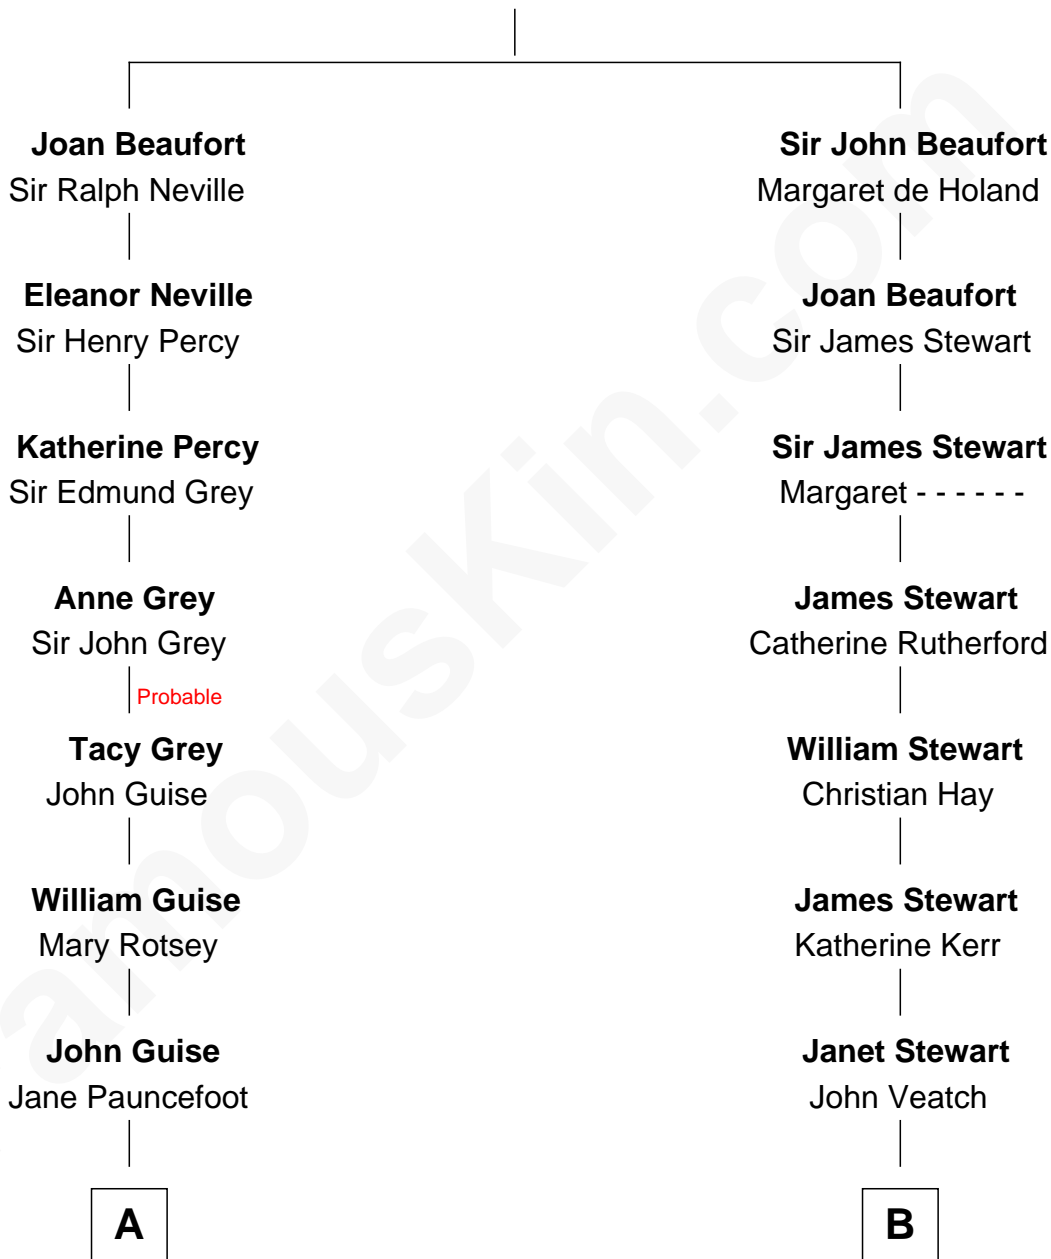 Joan Beaufort
Sir Ralph Neville
Eleanor Neville
Sir Henry Percy
Katherine Percy
Sir Edmund Grey
Anne Grey
Sir John Grey
Probable
Tacy Grey
John Guise
William Guise
Mary Rotsey
John Guise
Jane Pauncefoot
A
Sir John Beaufort
Margaret de Holand
Joan Beaufort
Sir James Stewart
Sir James Stewart
Margaret - - - - - -
James Stewart
Catherine Rutherford
William Stewart
Christian Hay
James Stewart
Katherine Kerr
Janet Stewart
John Veatch
B
amouskin.com